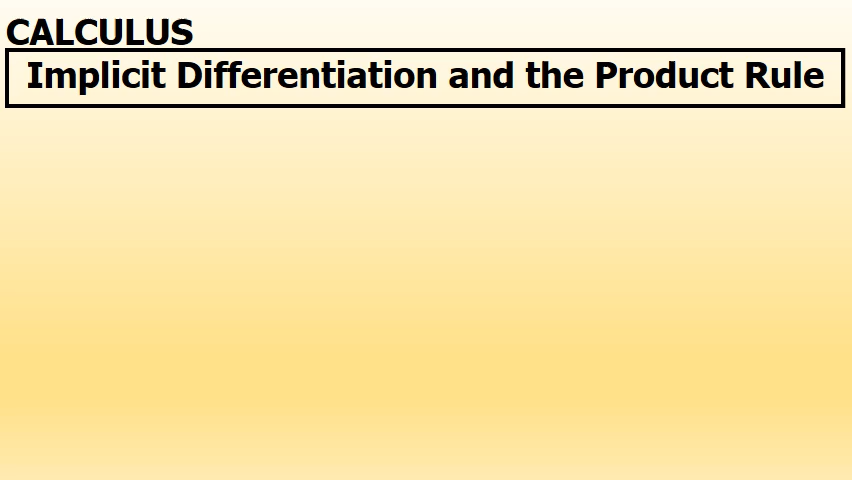 CALCULUS
Implicit Differentiation and the Product Rule